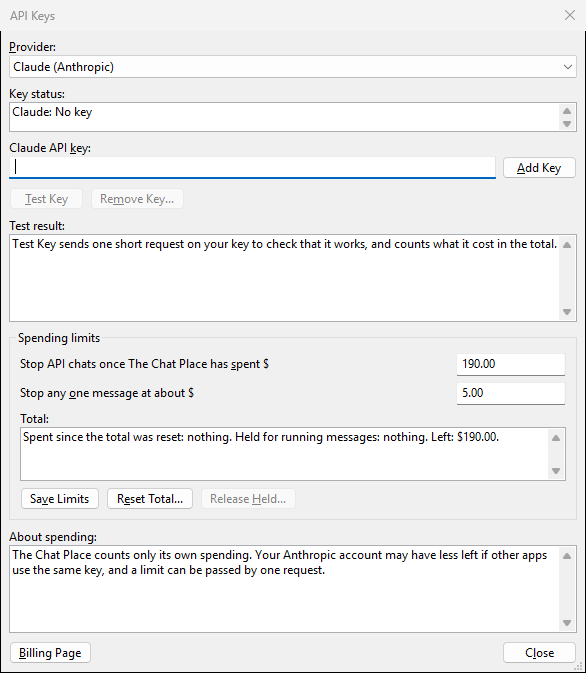 API Keys
Provider:
Claude (Anthropic)
Key status:
Claude: No key
Claude API key:
Add Key
Test Key
Remove Key...
Test result:
Test Key sends one short request on your key to check that it works, and counts what it cost in the total.
Spending limits
Stop API chats once The Chat Place has spent $
190.00
Stop any one message at about $
5.00
Total:
Spent since the total was reset: nothing. Held for running messages: nothing. Left: $190.00.
Save Limits
Reset Total...
Release Held...
About spending:
The Chat Place counts only its own spending. Your Anthropic account may have less left if other apps
use the same key, and a limit can be passed by one request.
Billing Page
Close